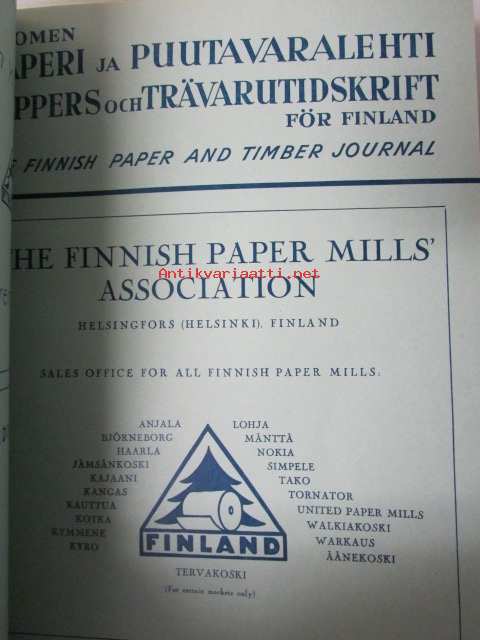 OMEN
APERI JA PUUTAVARALEHTI
PPERS OCH TRÄVARUTIDSKRIFT
FÖR FINLAND
FINNISH PAPER AND TIMBER JOURNAL
THE FINNISH PAPER MILLS'
ASSOCIATION
Antikvariaatti.net
HELSINGFORS (HELSINKI), FINLAND
SALES OFFICE FOR ALL FINNISH PAPER MILLS:
ANJALA
BJÖRNEBORG
HAARLA
JÄMSÄNKOSKI
KAJAANI
KANGAS
KAUTTUA
KOTKA
KYMMENE
KYRO
LOHJA
MÄNTTÄ
NOKIA
SIMPELE
TAKO
TORNATOR
UNITED PAPER MILLS
WALKIAKOSKI
WARKAUS
ÄÄNEKOSKI
FINLAND
TERVAKOSKI
(For certain markets only)